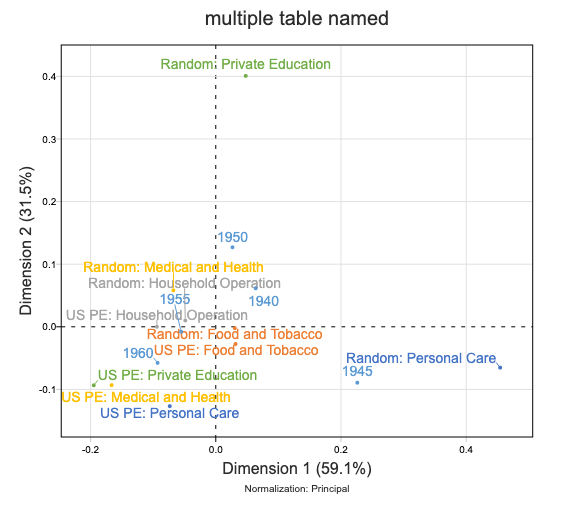 multiple table named
Random: Private Education
0.4
0.3
0.2
1950
Random: Medical and Health
0.1
Random: Household Operation
1955
1940
US PE: Household Operation
0.0
Random: Food and Tobacco
US PE: Food and Tobacco
1960
Random: Personal Care
1945
US PE: Private Education
-0.1
US PE: Medical and Health
US PE: Personal Care
Dimension 2 (31.5%)
-0.2 0.0 0.2 0.4
Dimension 1 (59.1%)
Normalization: Principal